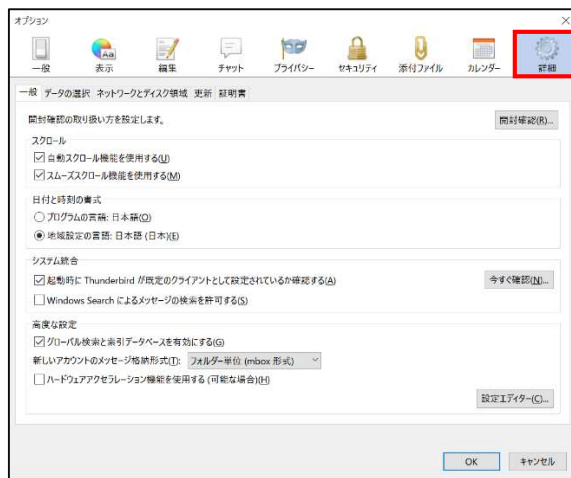 オプション
一般 表示 編集 チャット プライバシー セキュリティ 添付ファイル カレンダー 詳細
一般 データの選択 ネットワークとディスク領域 更新 証明書
開封確認の取り扱い方を設定します。 開封確認(R)...
スクロール
自動スクロール機能を使用する(U)
スムーズスクロール機能を使用する(M)
日付と時刻の書式
プログラムの言語: 日本語(O)
地域設定の言語: 日本語 (日本)(E)
システム統合
起動時に Thunderbird が既定のクライアントとして設定されているか確認する(A) 今すぐ確認(N)...
Windows Search によるメッセージの検索を許可する(S)
高度な設定
グローバル検索と索引データベースを有効にする(G)
新しいアカウントのメッセージ格納形式(T): フォルダー単位 (mbox 形式)
ハードウェアアクセラレーション機能を使用する (可能な場合)(H)
設定エディター(C)...
OK キャンセル